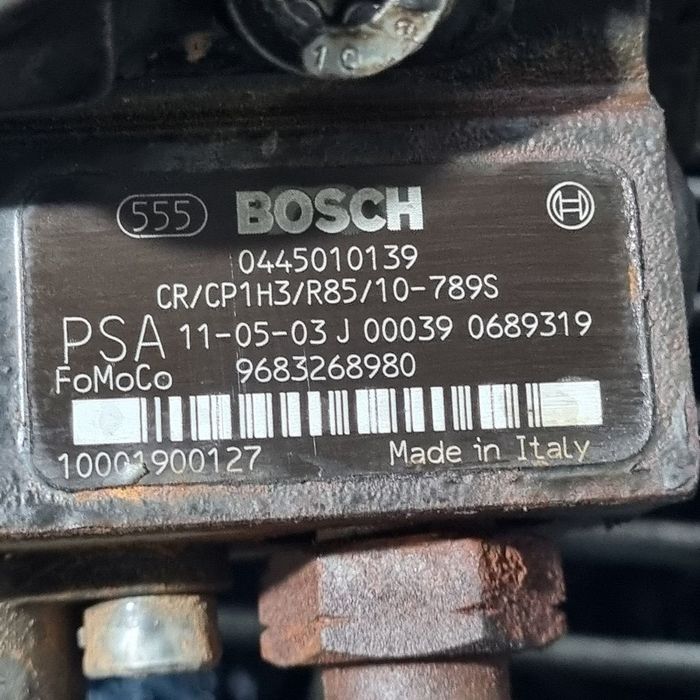 10
555 BOSCH
0445010139
CR/CP1H3/R85/10-789S
PSA 11-05-03 J 00039 0689319
FoMoCo 9683268980
10001900127 Made in Italy